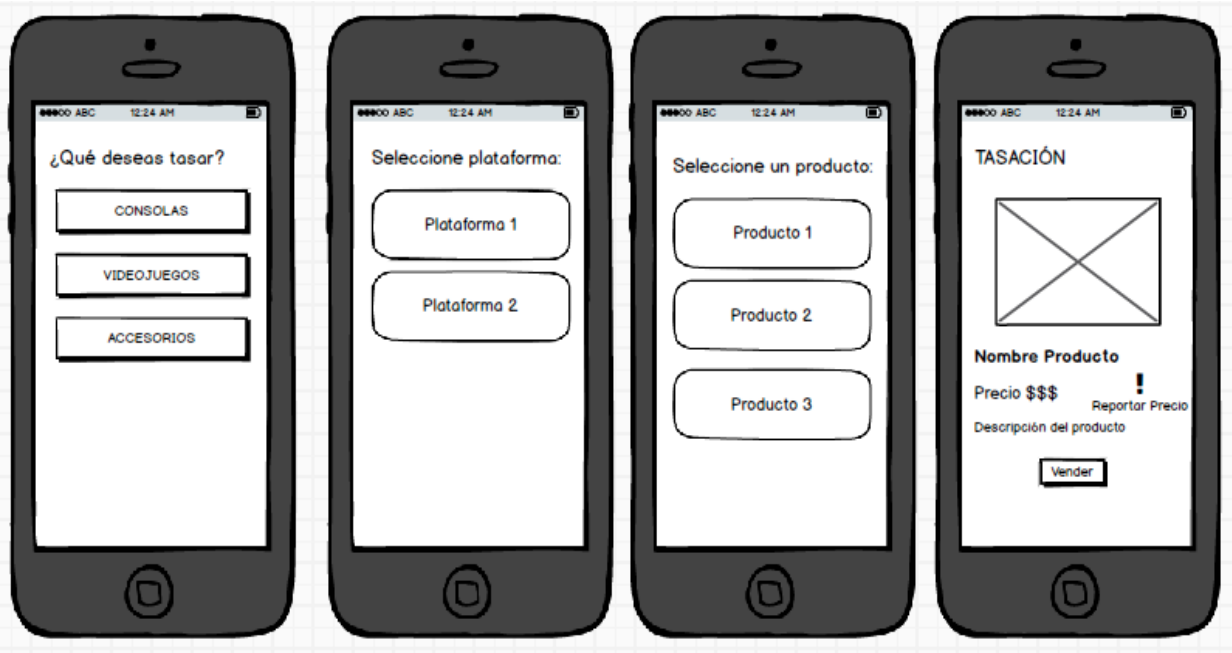 ABC 12:24 AM
¿Qué deseas tasar?
CONSOLAS
VIDEOJUEGOS
ACCESORIOS
ABC 12:24 AM
Seleccione plataforma:
Plataforma 1
Plataforma 2
ABC 12:24 AM
Seleccione un producto:
Producto 1
Producto 2
Producto 3
ABC 12:24 AM
TASACIÓN
Nombre Producto
Precio $$$
!
Reportar Precio
Descripción del producto
Vender